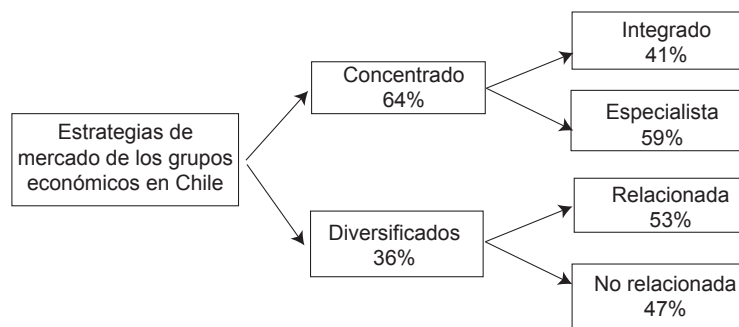 Estrategias de
mercado de los grupos
económicos en Chile
Concentrado
64%
Integrado
41%
Especialista
59%
Diversificados
36%
Relacionada
53%
No relacionada
47%